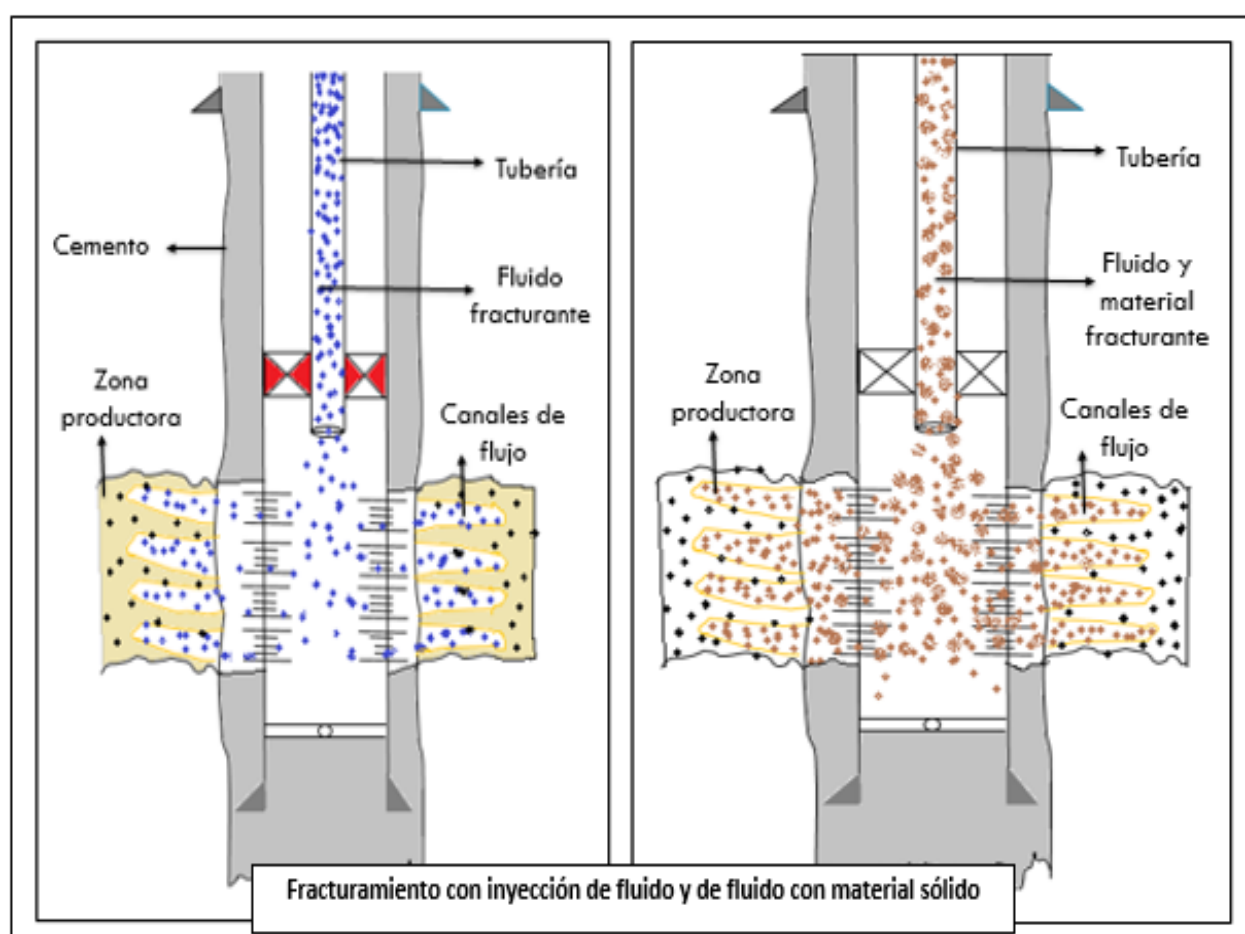 Tubería
Cemento
Fluido
fracturante
Zona
productora
Canales de
flujo
Tubería
Fluido y
material
fracturante
Zona
productora
Canales de
flujo
Fracturamiento con inyección de fluido y de fluido con material sólido